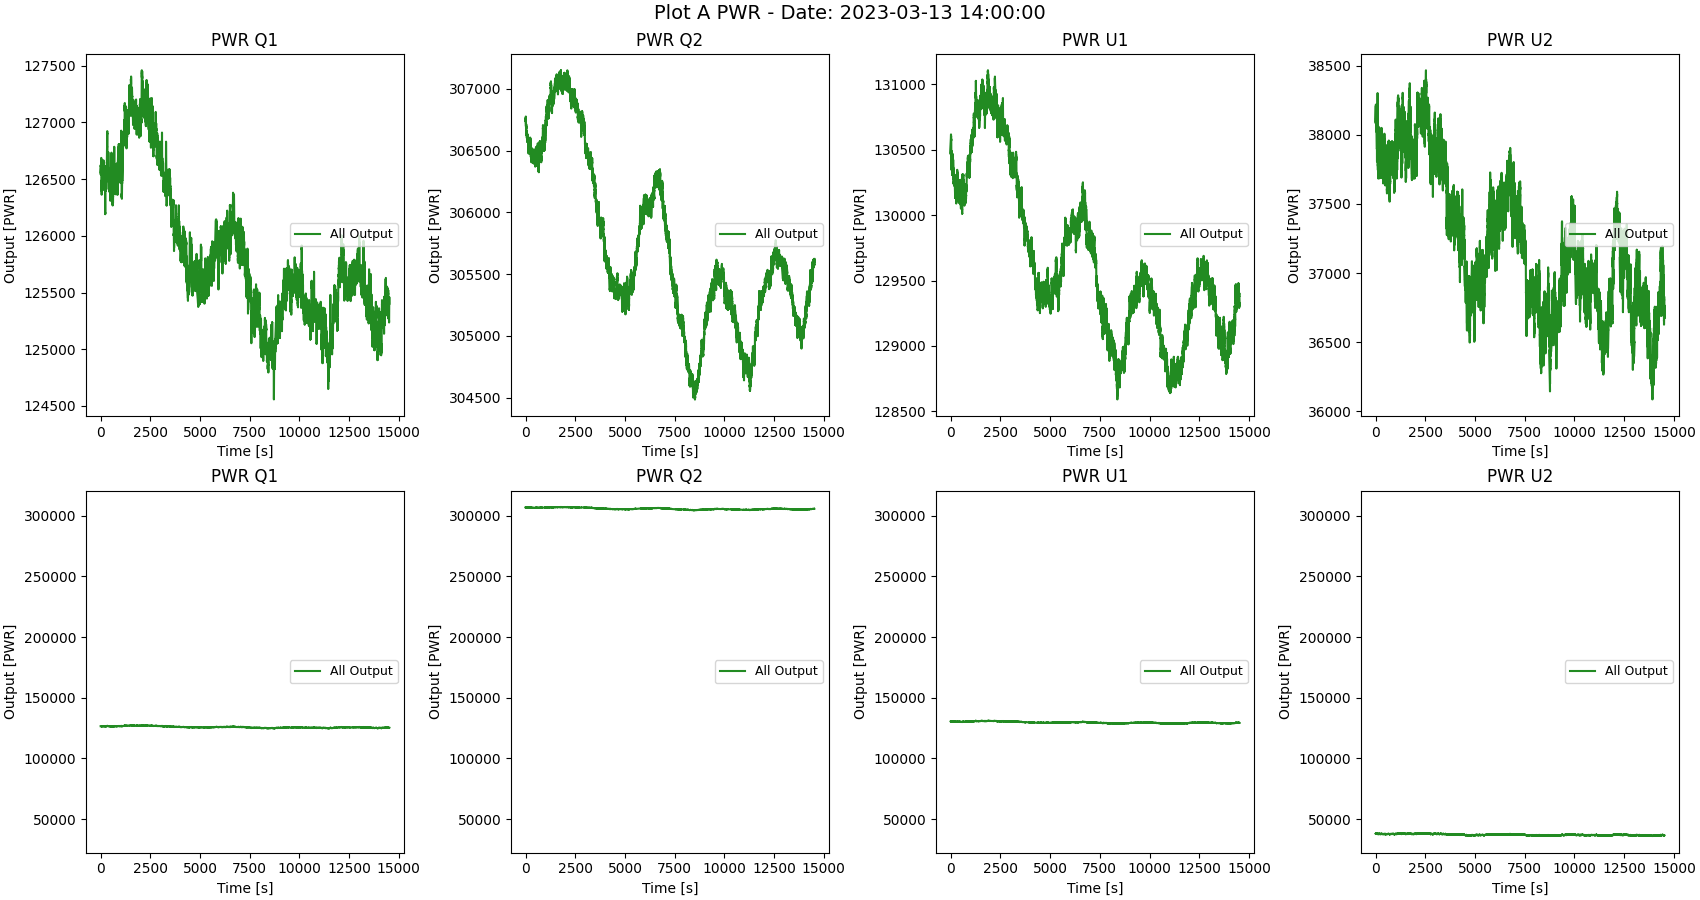 Plot A PWR - Date: 2023-03-13 14:00:00
PWR Q1
Output [PWR]
127500
127000
126500
126000
125500
125000
124500
0 2500 5000 7500 10000 12500 15000
Time [s]
All Output
PWR Q2
Output [PWR]
307000
306500
306000
305500
305000
304500
0 2500 5000 7500 10000 12500 15000
Time [s]
All Output
PWR U1
Output [PWR]
131000
130500
130000
129500
129000
128500
0 2500 5000 7500 10000 12500 15000
Time [s]
All Output
PWR U2
Output [PWR]
38500
38000
37500
37000
36500
36000
0 2500 5000 7500 10000 12500 15000
Time [s]
All Output
PWR Q1
Output [PWR]
300000
250000
200000
150000
100000
50000
0 2500 5000 7500 10000 12500 15000
Time [s]
All Output
PWR Q2
Output [PWR]
300000
250000
200000
150000
100000
50000
0 2500 5000 7500 10000 12500 15000
Time [s]
All Output
PWR U1
Output [PWR]
300000
250000
200000
150000
100000
50000
0 2500 5000 7500 10000 12500 15000
Time [s]
All Output
PWR U2
Output [PWR]
300000
250000
200000
150000
100000
50000
0 2500 5000 7500 10000 12500 15000
Time [s]
All Output